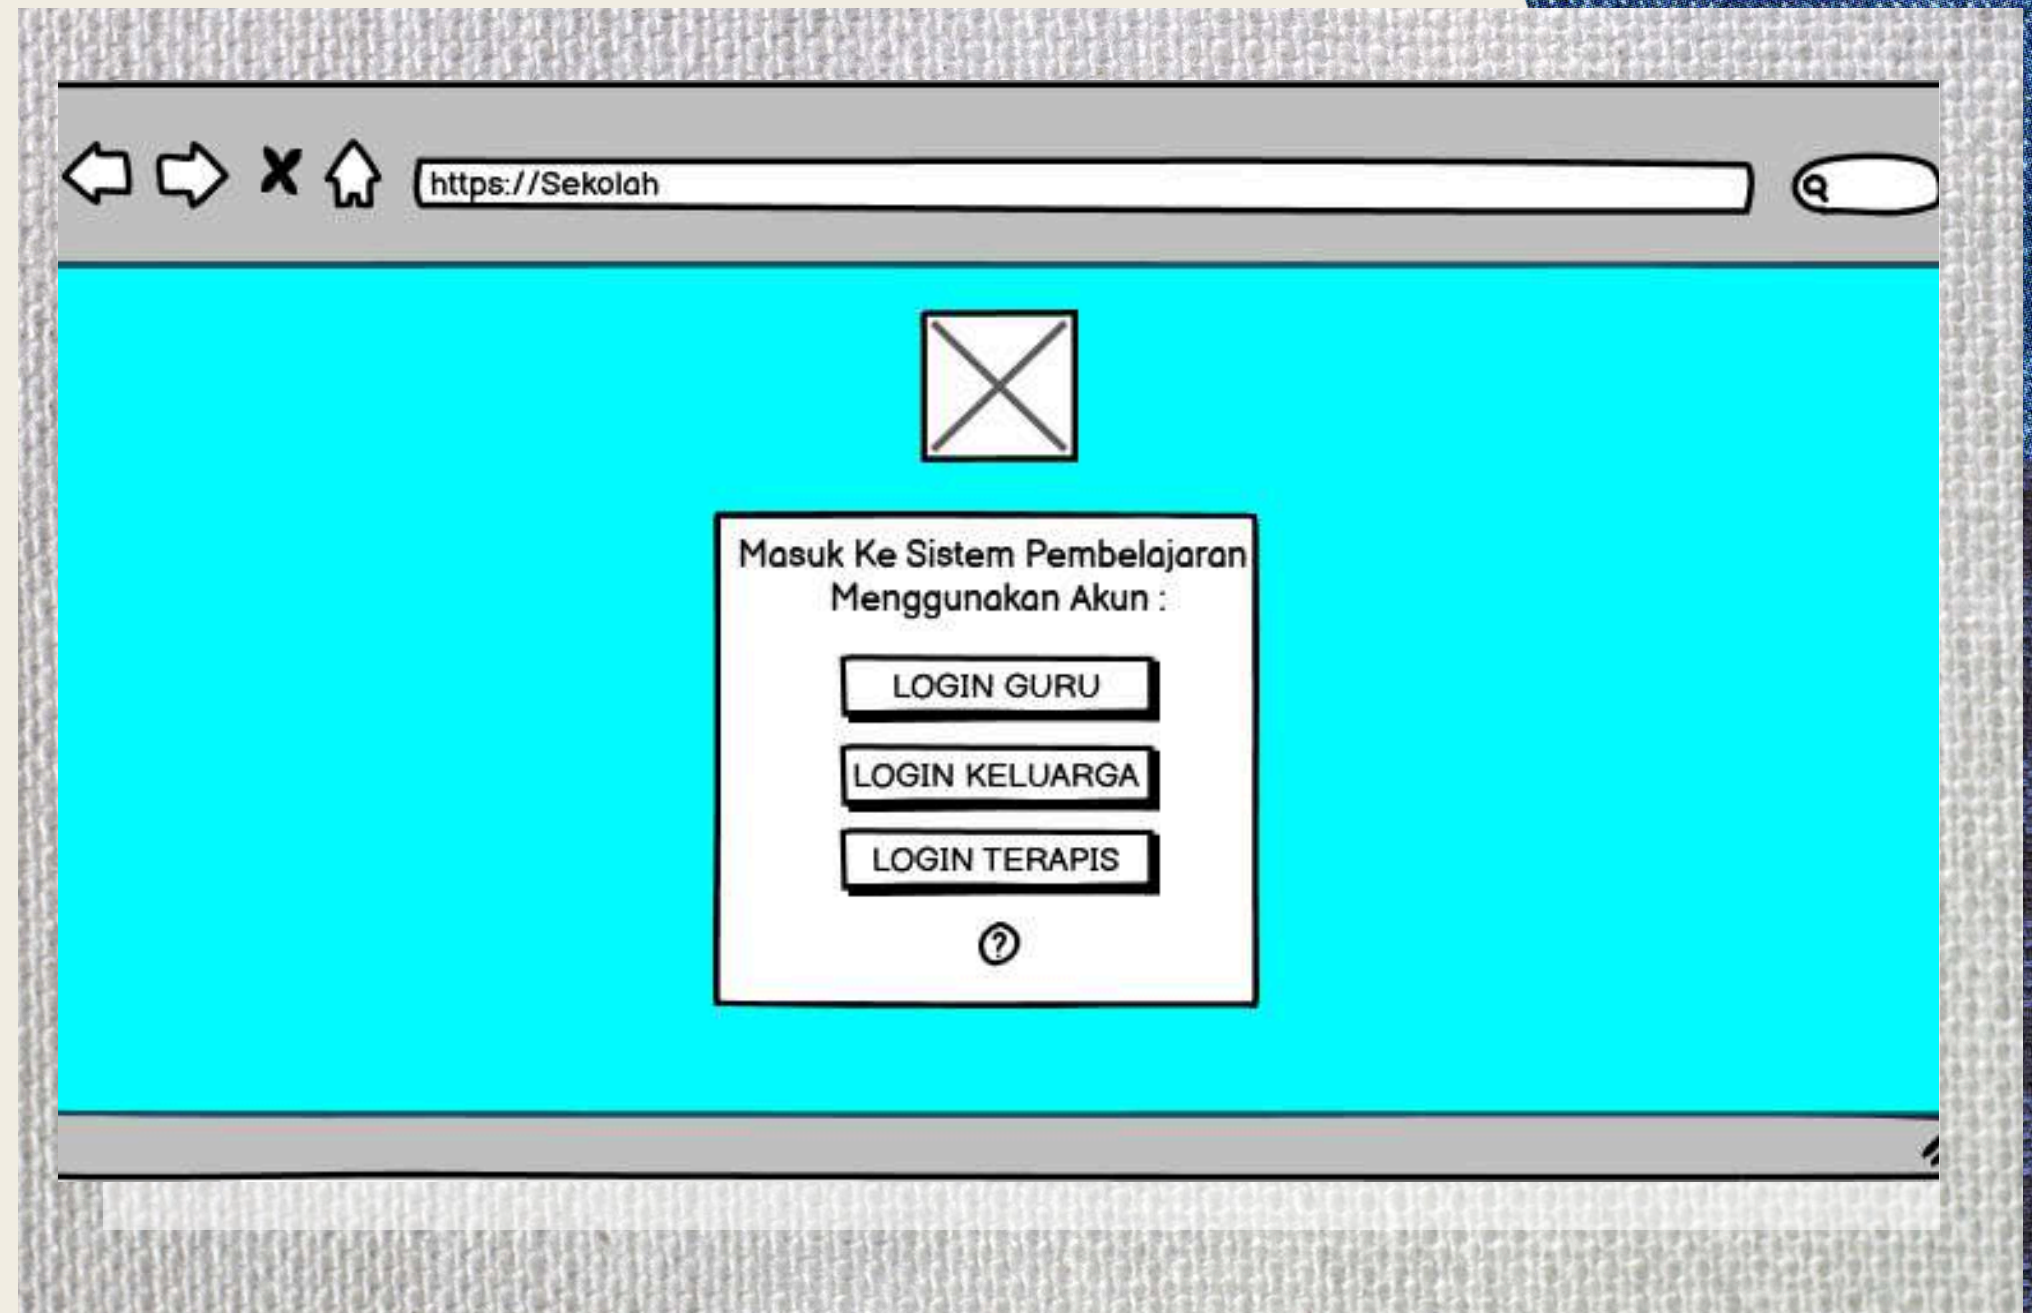 https://Sekolah
Masuk Ke Sistem Pembelajaran
Menggunakan Akun :
LOGIN GURU
LOGIN KELUARGA
LOGIN TERAPIS
?